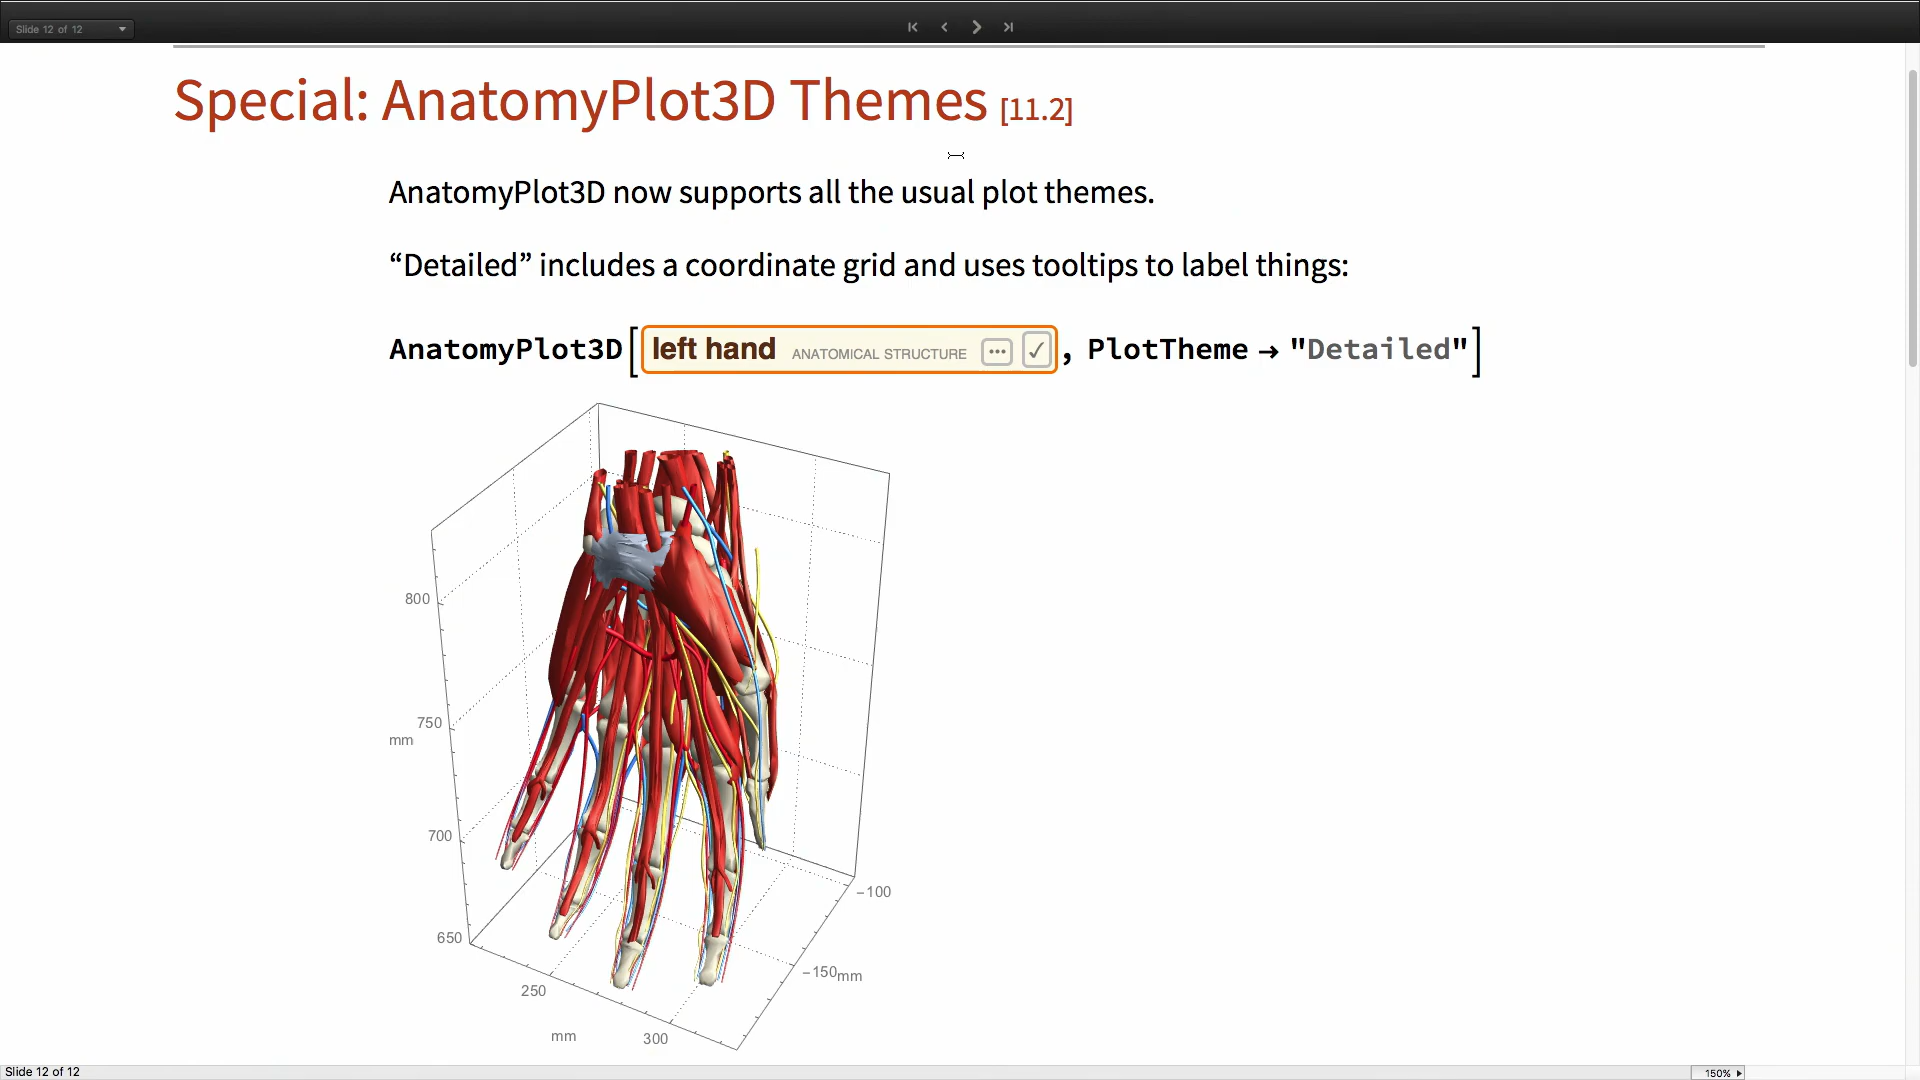 Slide 12 of 12
Special: AnatomyPlot3D Themes [11.2]
AnatomyPlot3D now supports all the usual plot themes.
“Detailed” includes a coordinate grid and uses tooltips to label things:
AnatomyPlot3D[left hand ANATOMICAL STRUCTURE ... ✓, PlotTheme → "Detailed"]
800
750
mm
700
650
250
mm
300
-100
-150
mm
Slide 12 of 12
150%